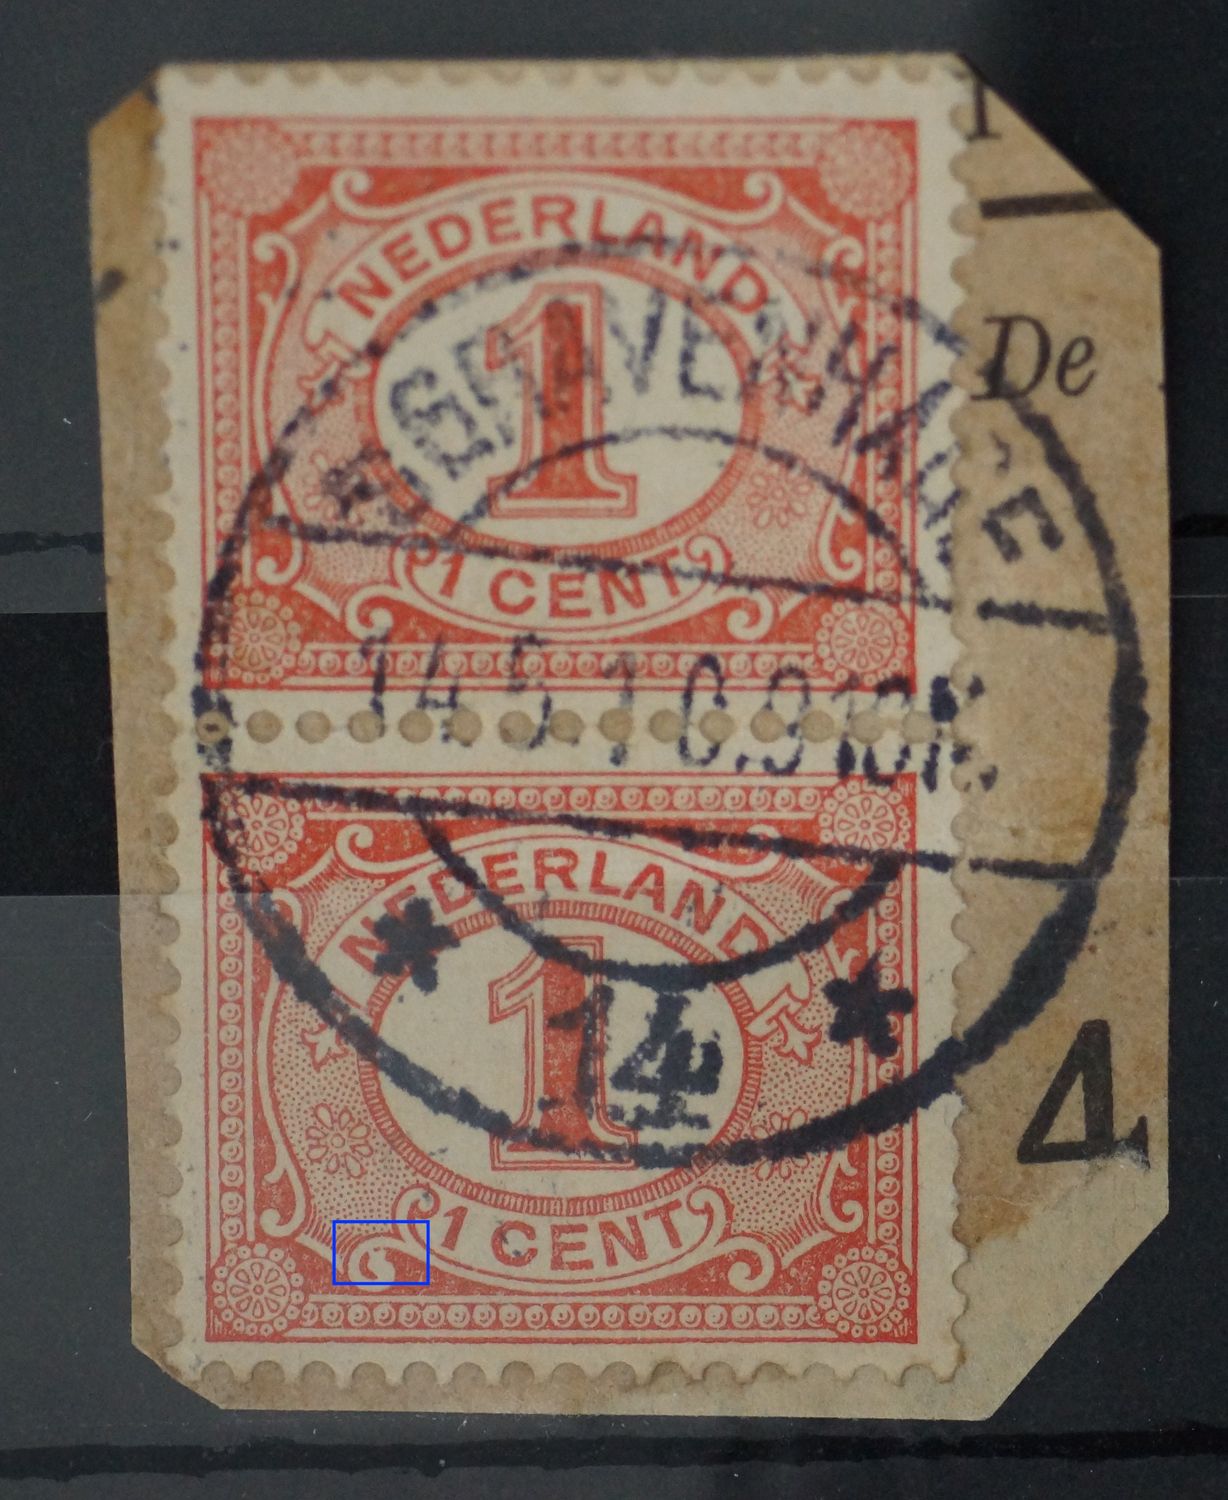 NEDERLAND
1
'S GRAVENHAGE
De
1 CENT
14.5.10.9-10N
NEDERLAND
1
14
4
1 CENT